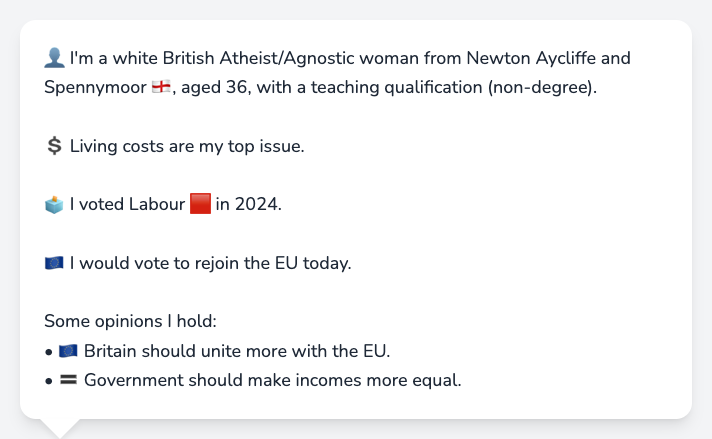 👤 I'm a white British Atheist/Agnostic woman from Newton Aycliffe and
Spennymoor 🏴󠁧󠁢󠁥󠁮󠁧󠁿, aged 36, with a teaching qualification (non-degree).
💲 Living costs are my top issue.
🗳️ I voted Labour 🟥 in 2024.
🇪🇺 I would vote to rejoin the EU today.
Some opinions I hold:
• 🇪🇺 Britain should unite more with the EU.
• 🟰 Government should make incomes more equal.